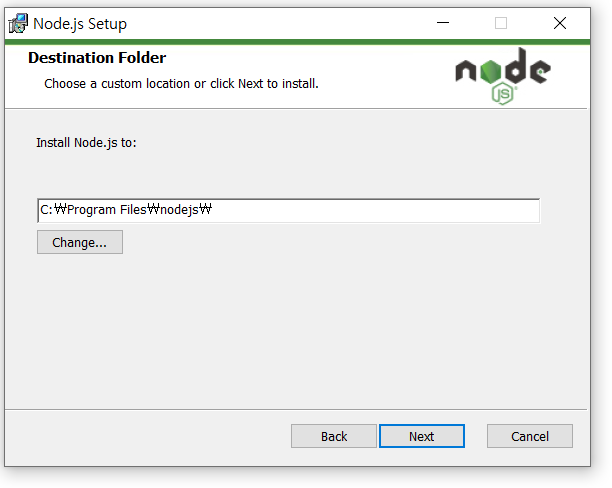 Node.js Setup
Destination Folder
Choose a custom location or click Next to install.
node
JS
Install Node.js to:
C:₩Program Files₩nodejs₩
Change...
Back
Next
Cancel